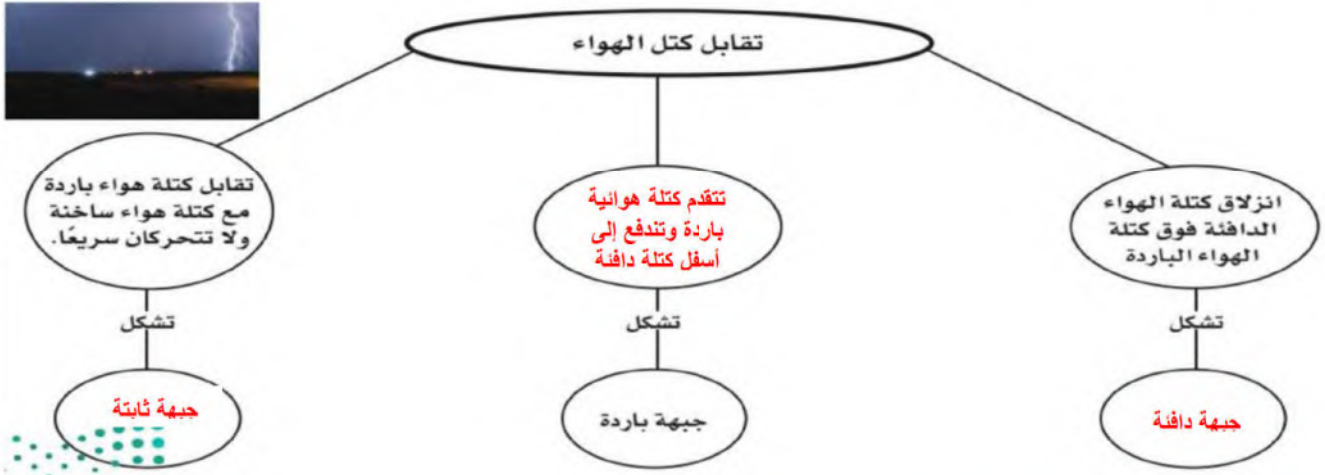 تقابل كتل الهواء
انزلاق كتلة الهواء
الدافئة فوق كتلة
الهواء الباردة
تشكل
جبهة دافئة
تتقدم كتلة هوائية
باردة وتندفع إلى
أسفل كتلة دافئة
تشكل
جبهة باردة
تقابل كتلة هواء باردة
مع كتلة هواء ساخنة
ولا تتحركان سريعًا.
تشكل
جبهة ثابتة